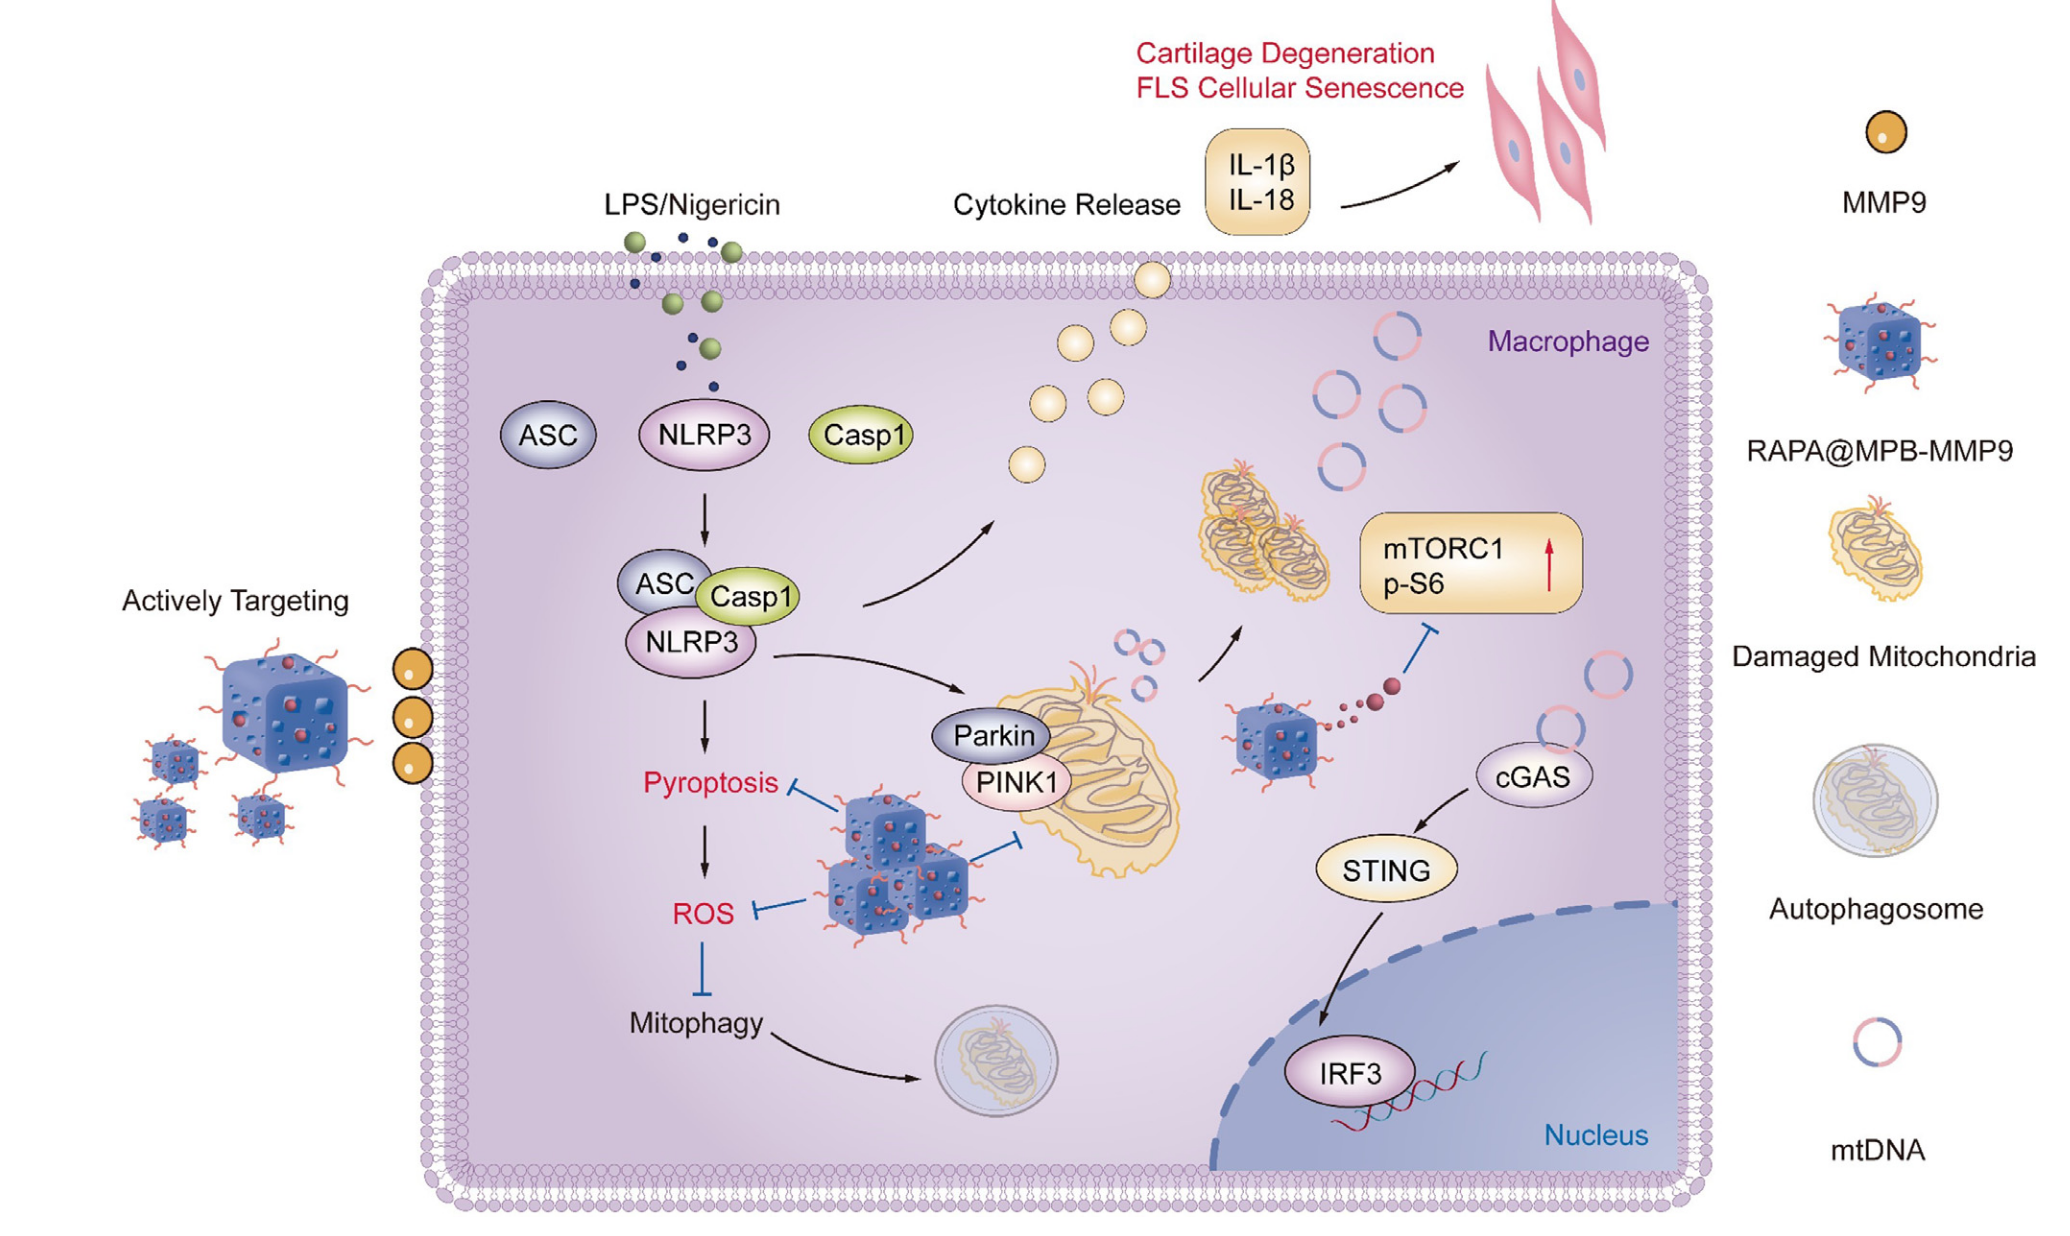 Cartilage Degeneration
FLS Cellular Senescence
IL-1β
IL-18
LPS/Nigericin
Cytokine Release
MMP9
Macrophage
ASC
NLRP3
Casp1
RAPA@MPB-MMP9
mTORC1
p-S6
ASC
Casp1
NLRP3
Actively Targeting
Damaged Mitochondria
Parkin
PINK1
Pyroptosis
cGAS
STING
ROS
Autophagosome
Mitophagy
IRF3
Nucleus
mtDNA